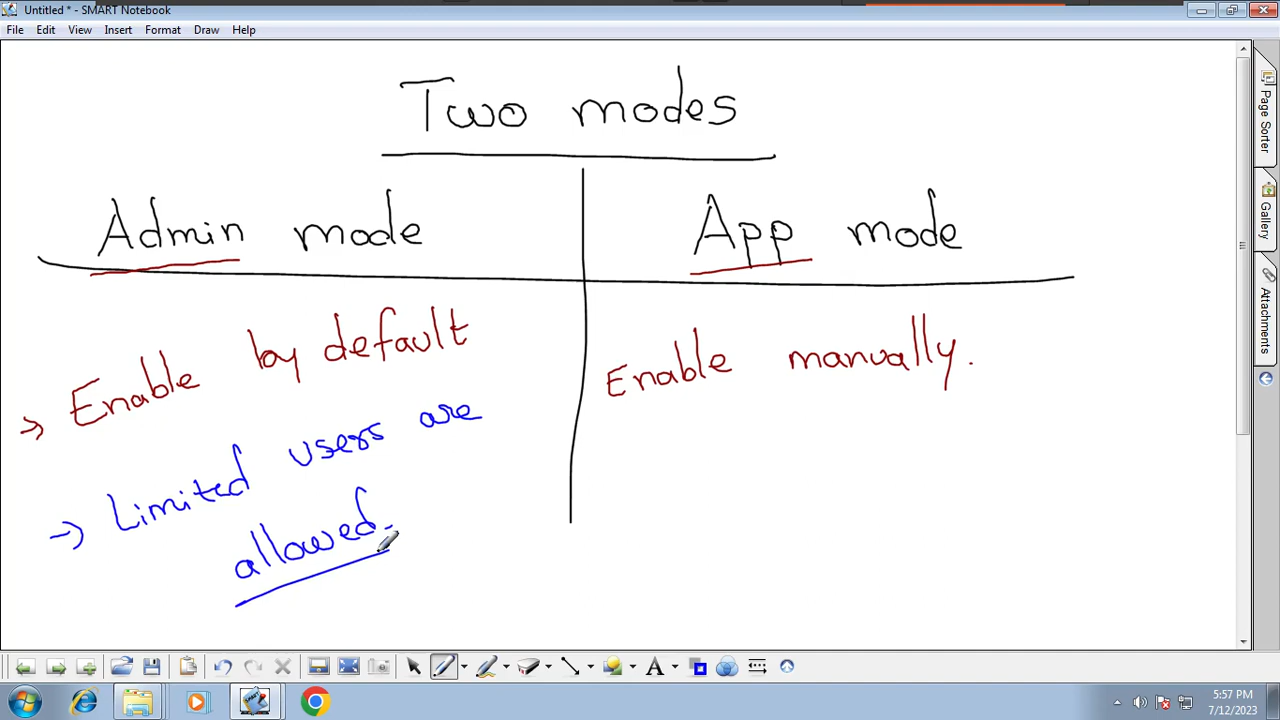 Untitled * - SMART Notebook
File Edit View Insert Format Draw Help
Two modes
Admin mode
App mode
→ Enable by default
Enable manually.
→ Limited users are
allowed.
Page Sorter
Gallery
Attachments
5:57 PM
7/12/2023